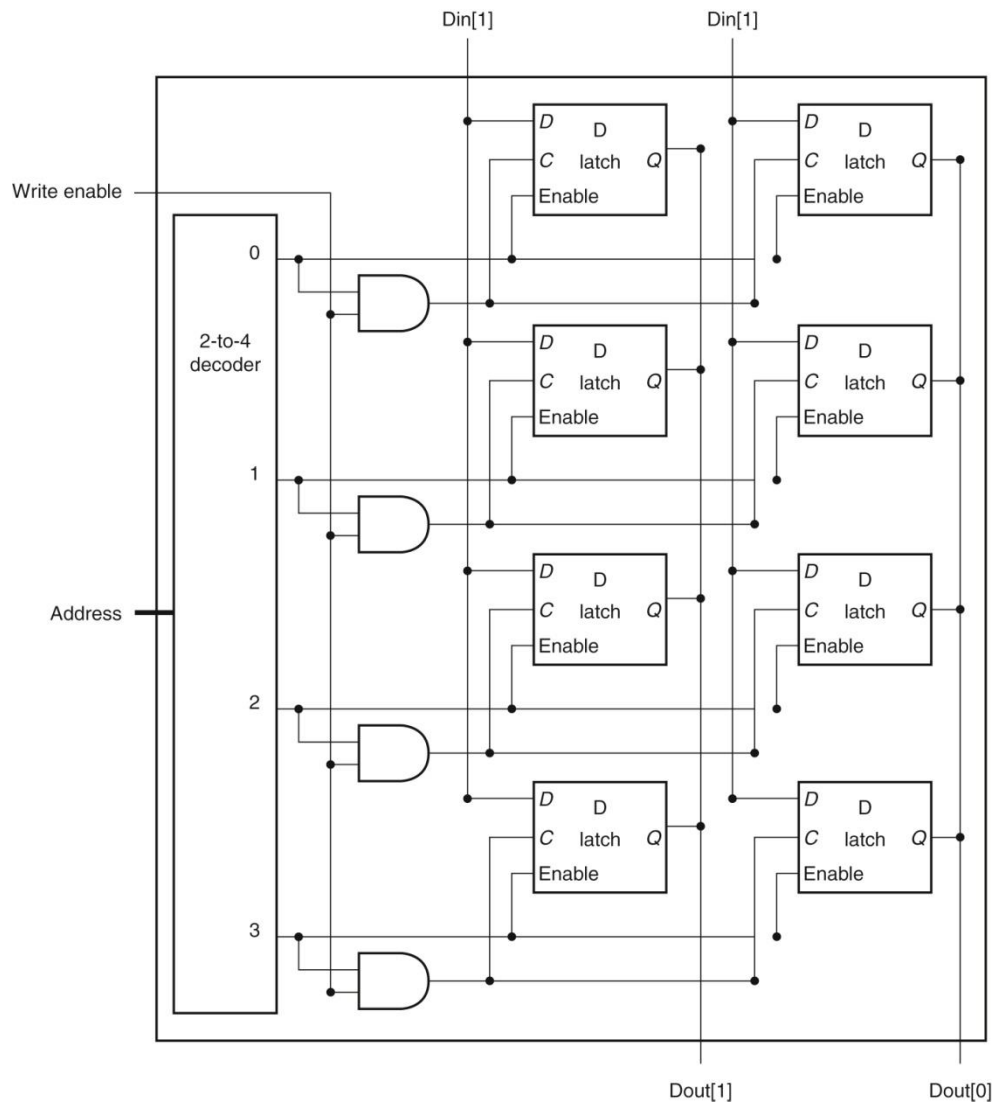 Din[1] Din[1]
D D
D D
C latch Q C latch Q
Write enable
Enable Enable
0
D D
D D
2-to-4
decoder
C latch Q C latch Q
Enable Enable
1
D D
D D
C latch Q C latch Q
Address
Enable Enable
2
D D
D D
C latch Q C latch Q
Enable Enable
3
Dout[1] Dout[0]